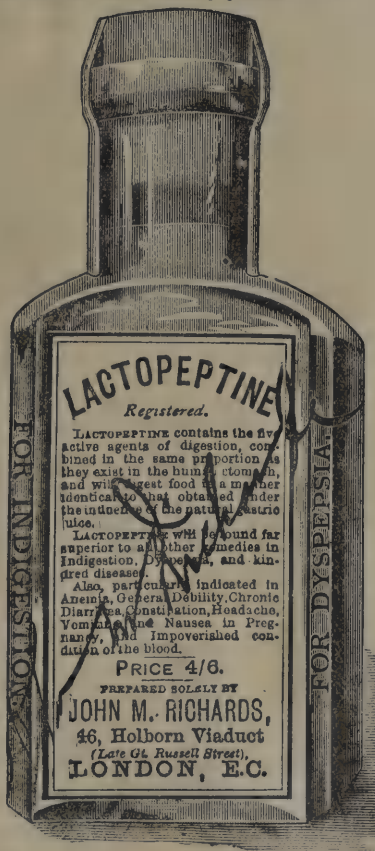 LACTOPEPTINE
Registered.
LACTOPEPTINE contains the five
active agents of digestion, com-
bined in the same proportion as
they exist in the human stomach,
and will digest food in a manner
identical to that obtained under
the influence of the natural gastric
juice.
LACTOPEPTINE will be found far
superior to all other remedies in
Indigestion, Dyspepsia, and kin-
dred diseases.
Also, particularly indicated in
Anemia, General Debility, Chronic
Diarrhea, Constipation, Headache,
Vomiting and Nausea in Preg-
nancy, and Impoverished con-
dition of the blood.
PRICE 4/6.
PREPARED SOLELY BY
JOHN M. RICHARDS,
46, Holborn Viaduct
(Late Gt. Russell Street),
LONDON, E.C.
FOR INDIGESTION.
FOR DYSPEPSIA.